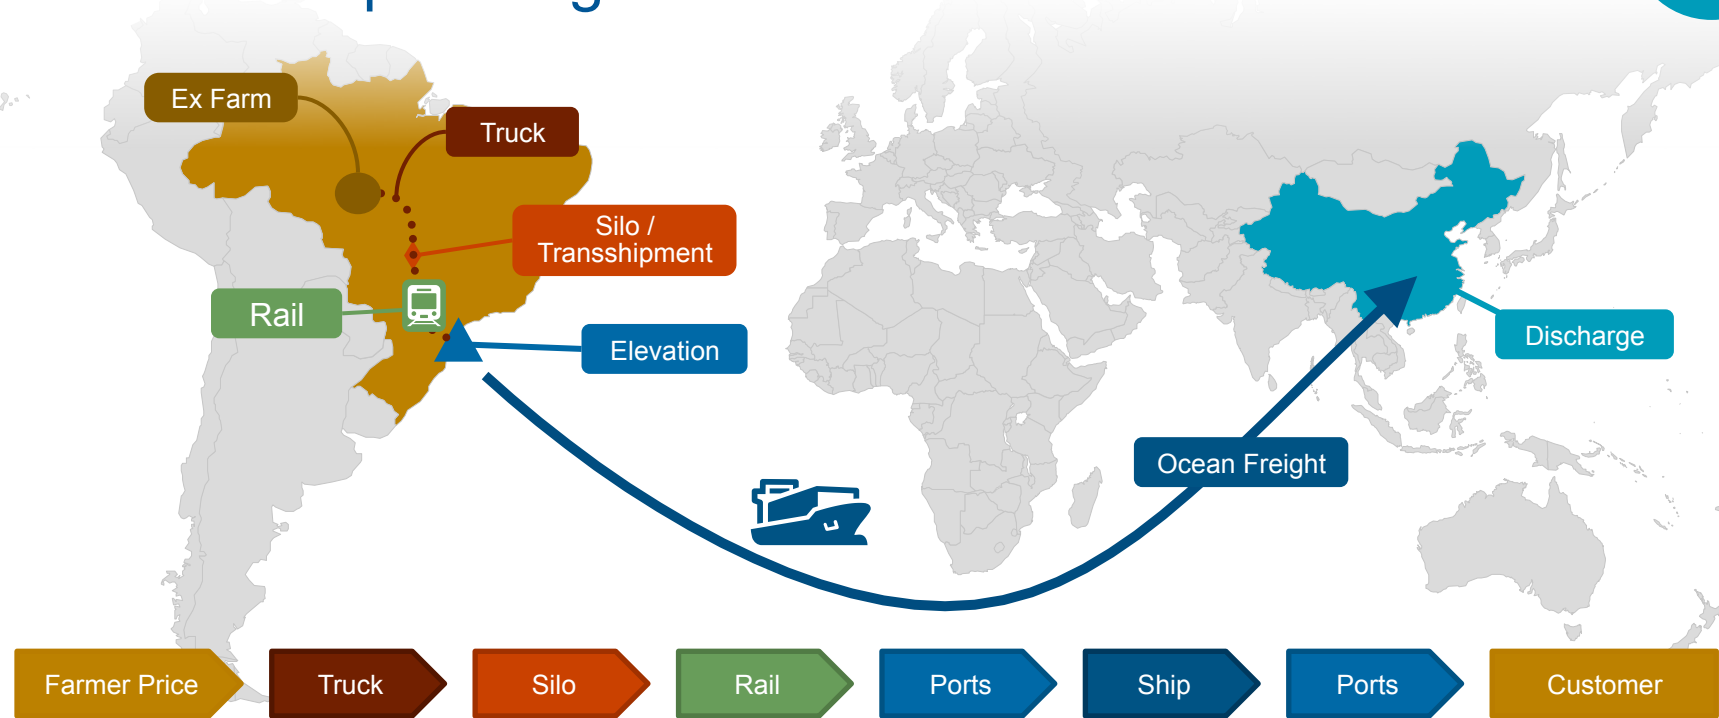 Ex Farm
Truck
Silo /
Transshipment
Rail
Elevation
Discharge
Ocean Freight
Farmer Price
Truck
Silo
Rail
Ports
Ship
Ports
Customer